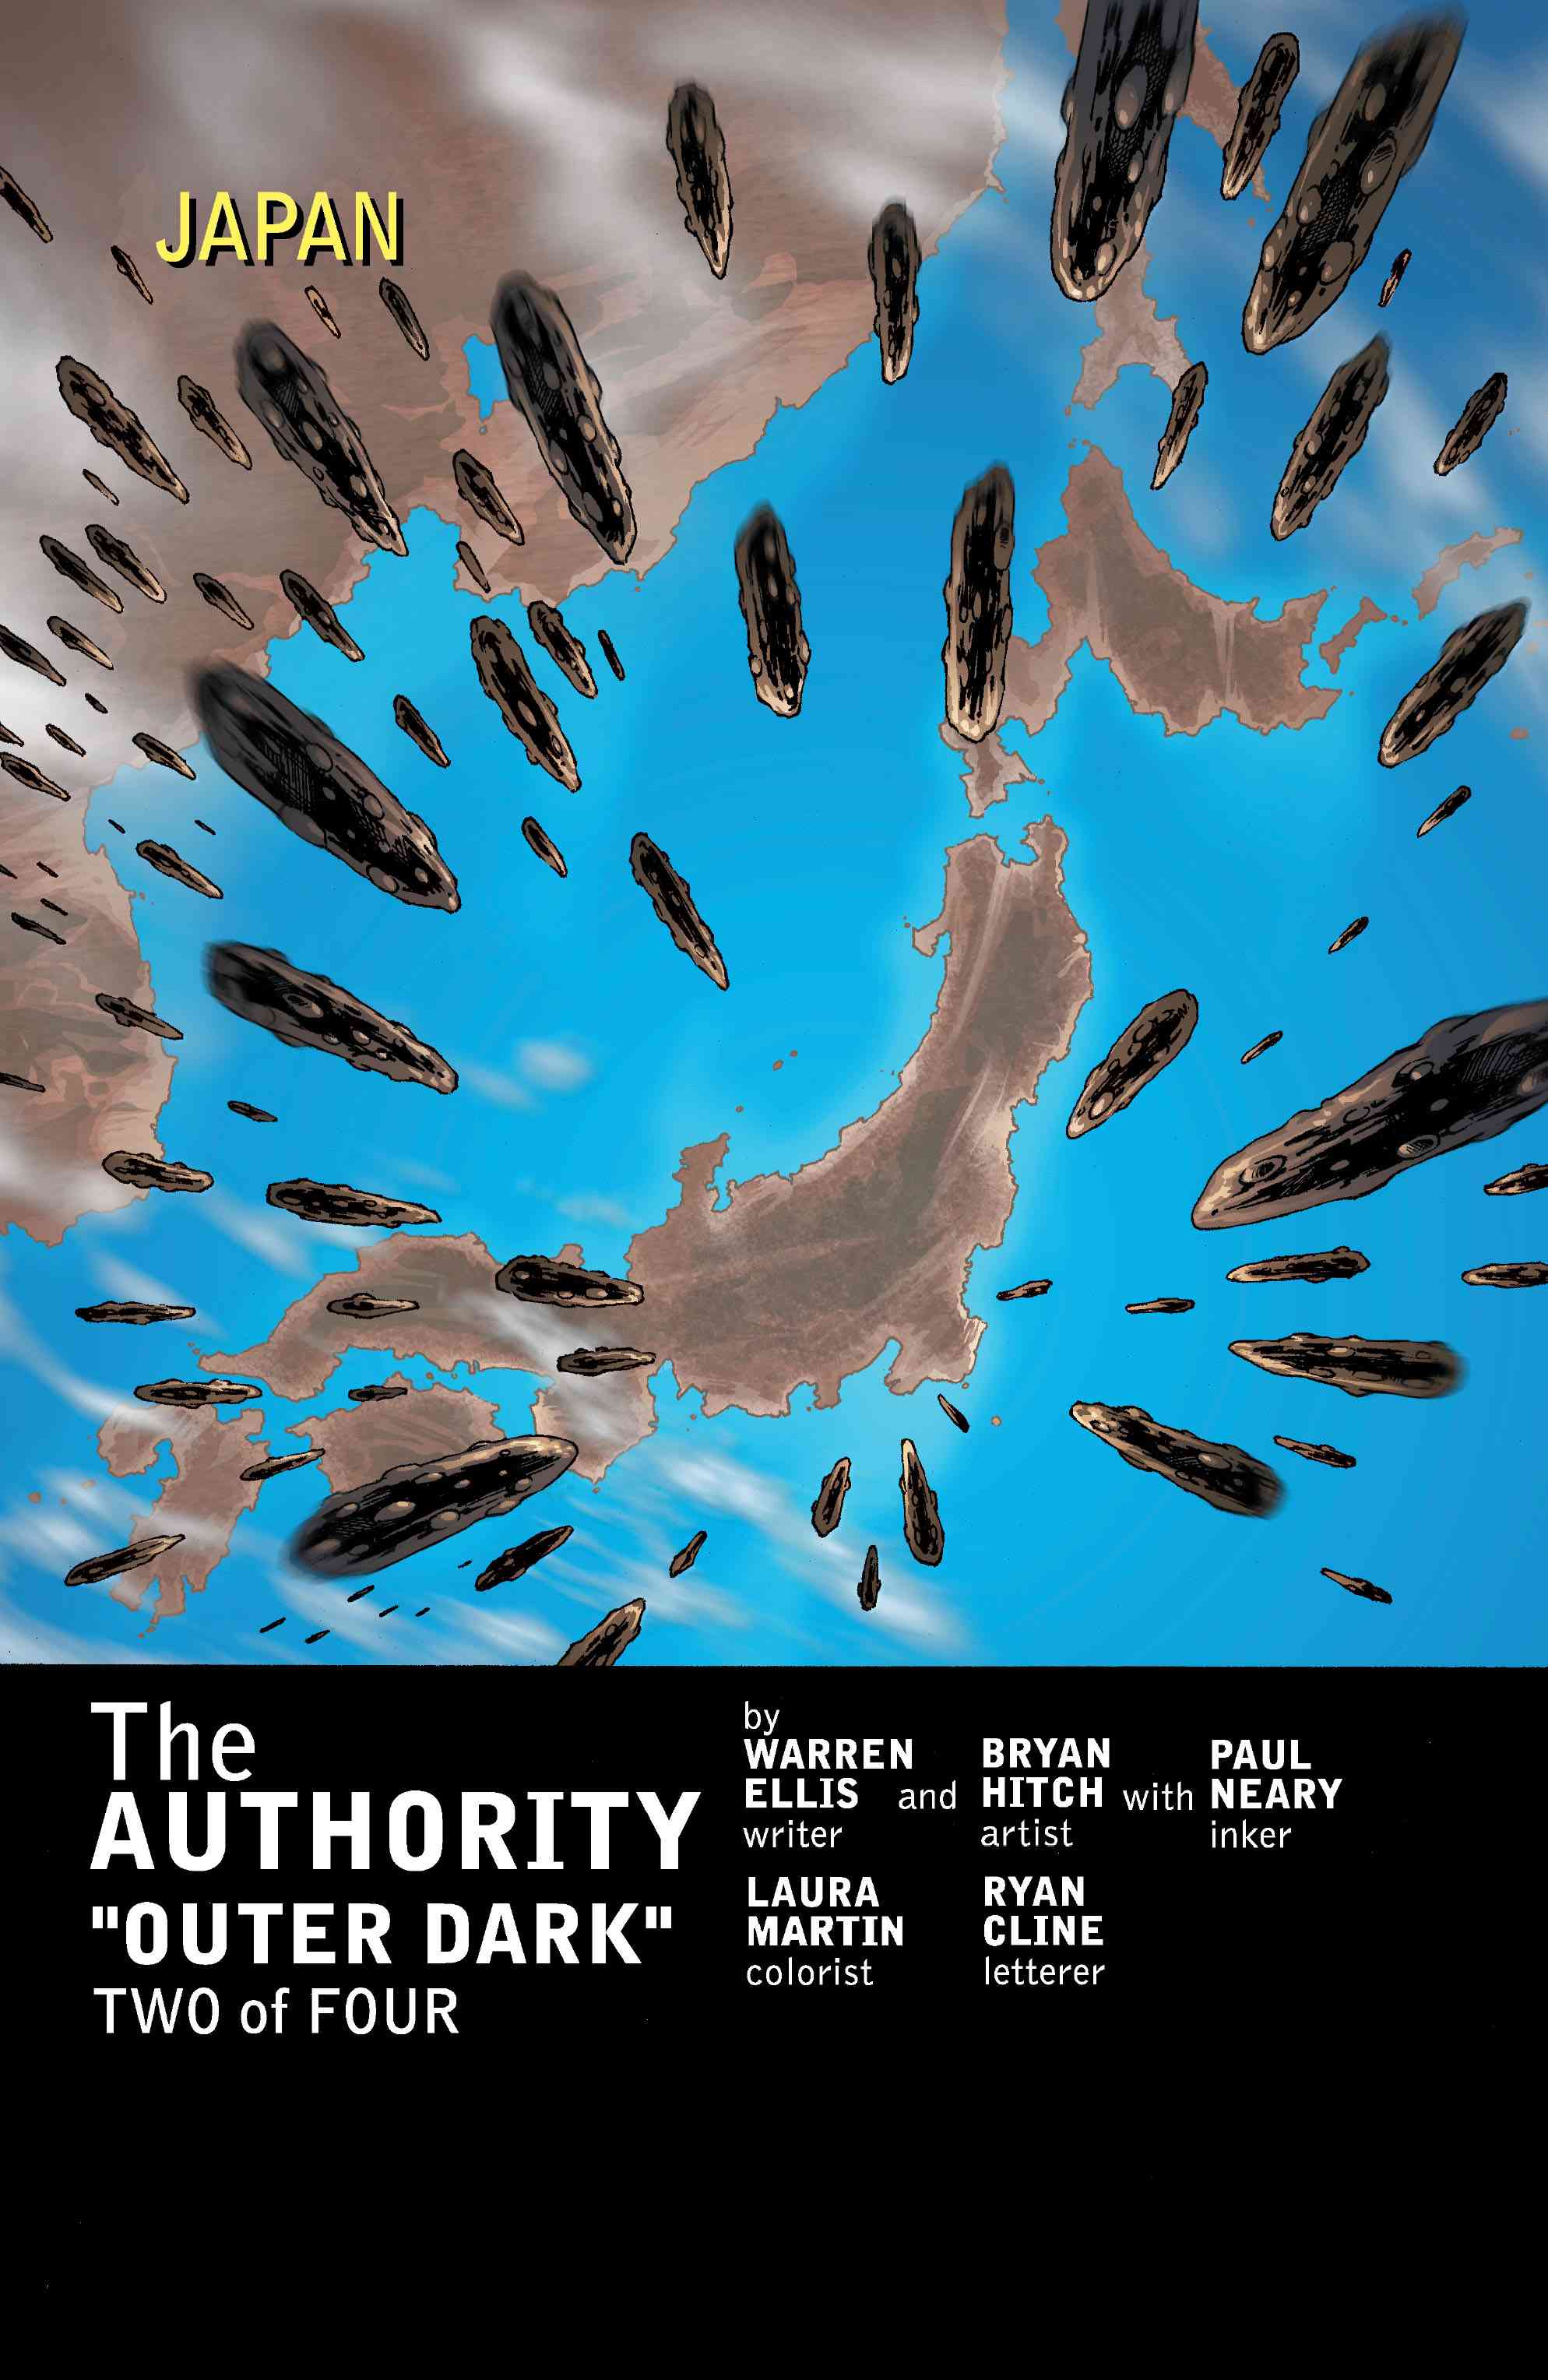 JAPAN
The
AUTHORITY
"OUTER DARK"
TWO of FOUR
by
WARREN ELLIS writer
and
BRYAN HITCH artist
with
PAUL NEARY inker
LAURA MARTIN colorist
RYAN CLINE letterer